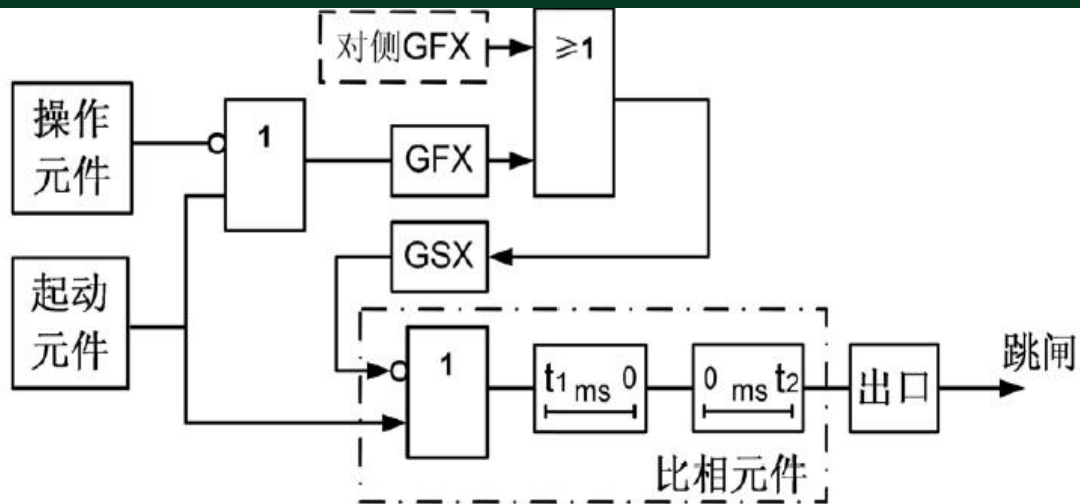 对侧GFX
≥1
操作
元件
1
GFX
GSX
起动
元件
1
t1 ms 0
0 ms t2
出口
跳闸
比相元件